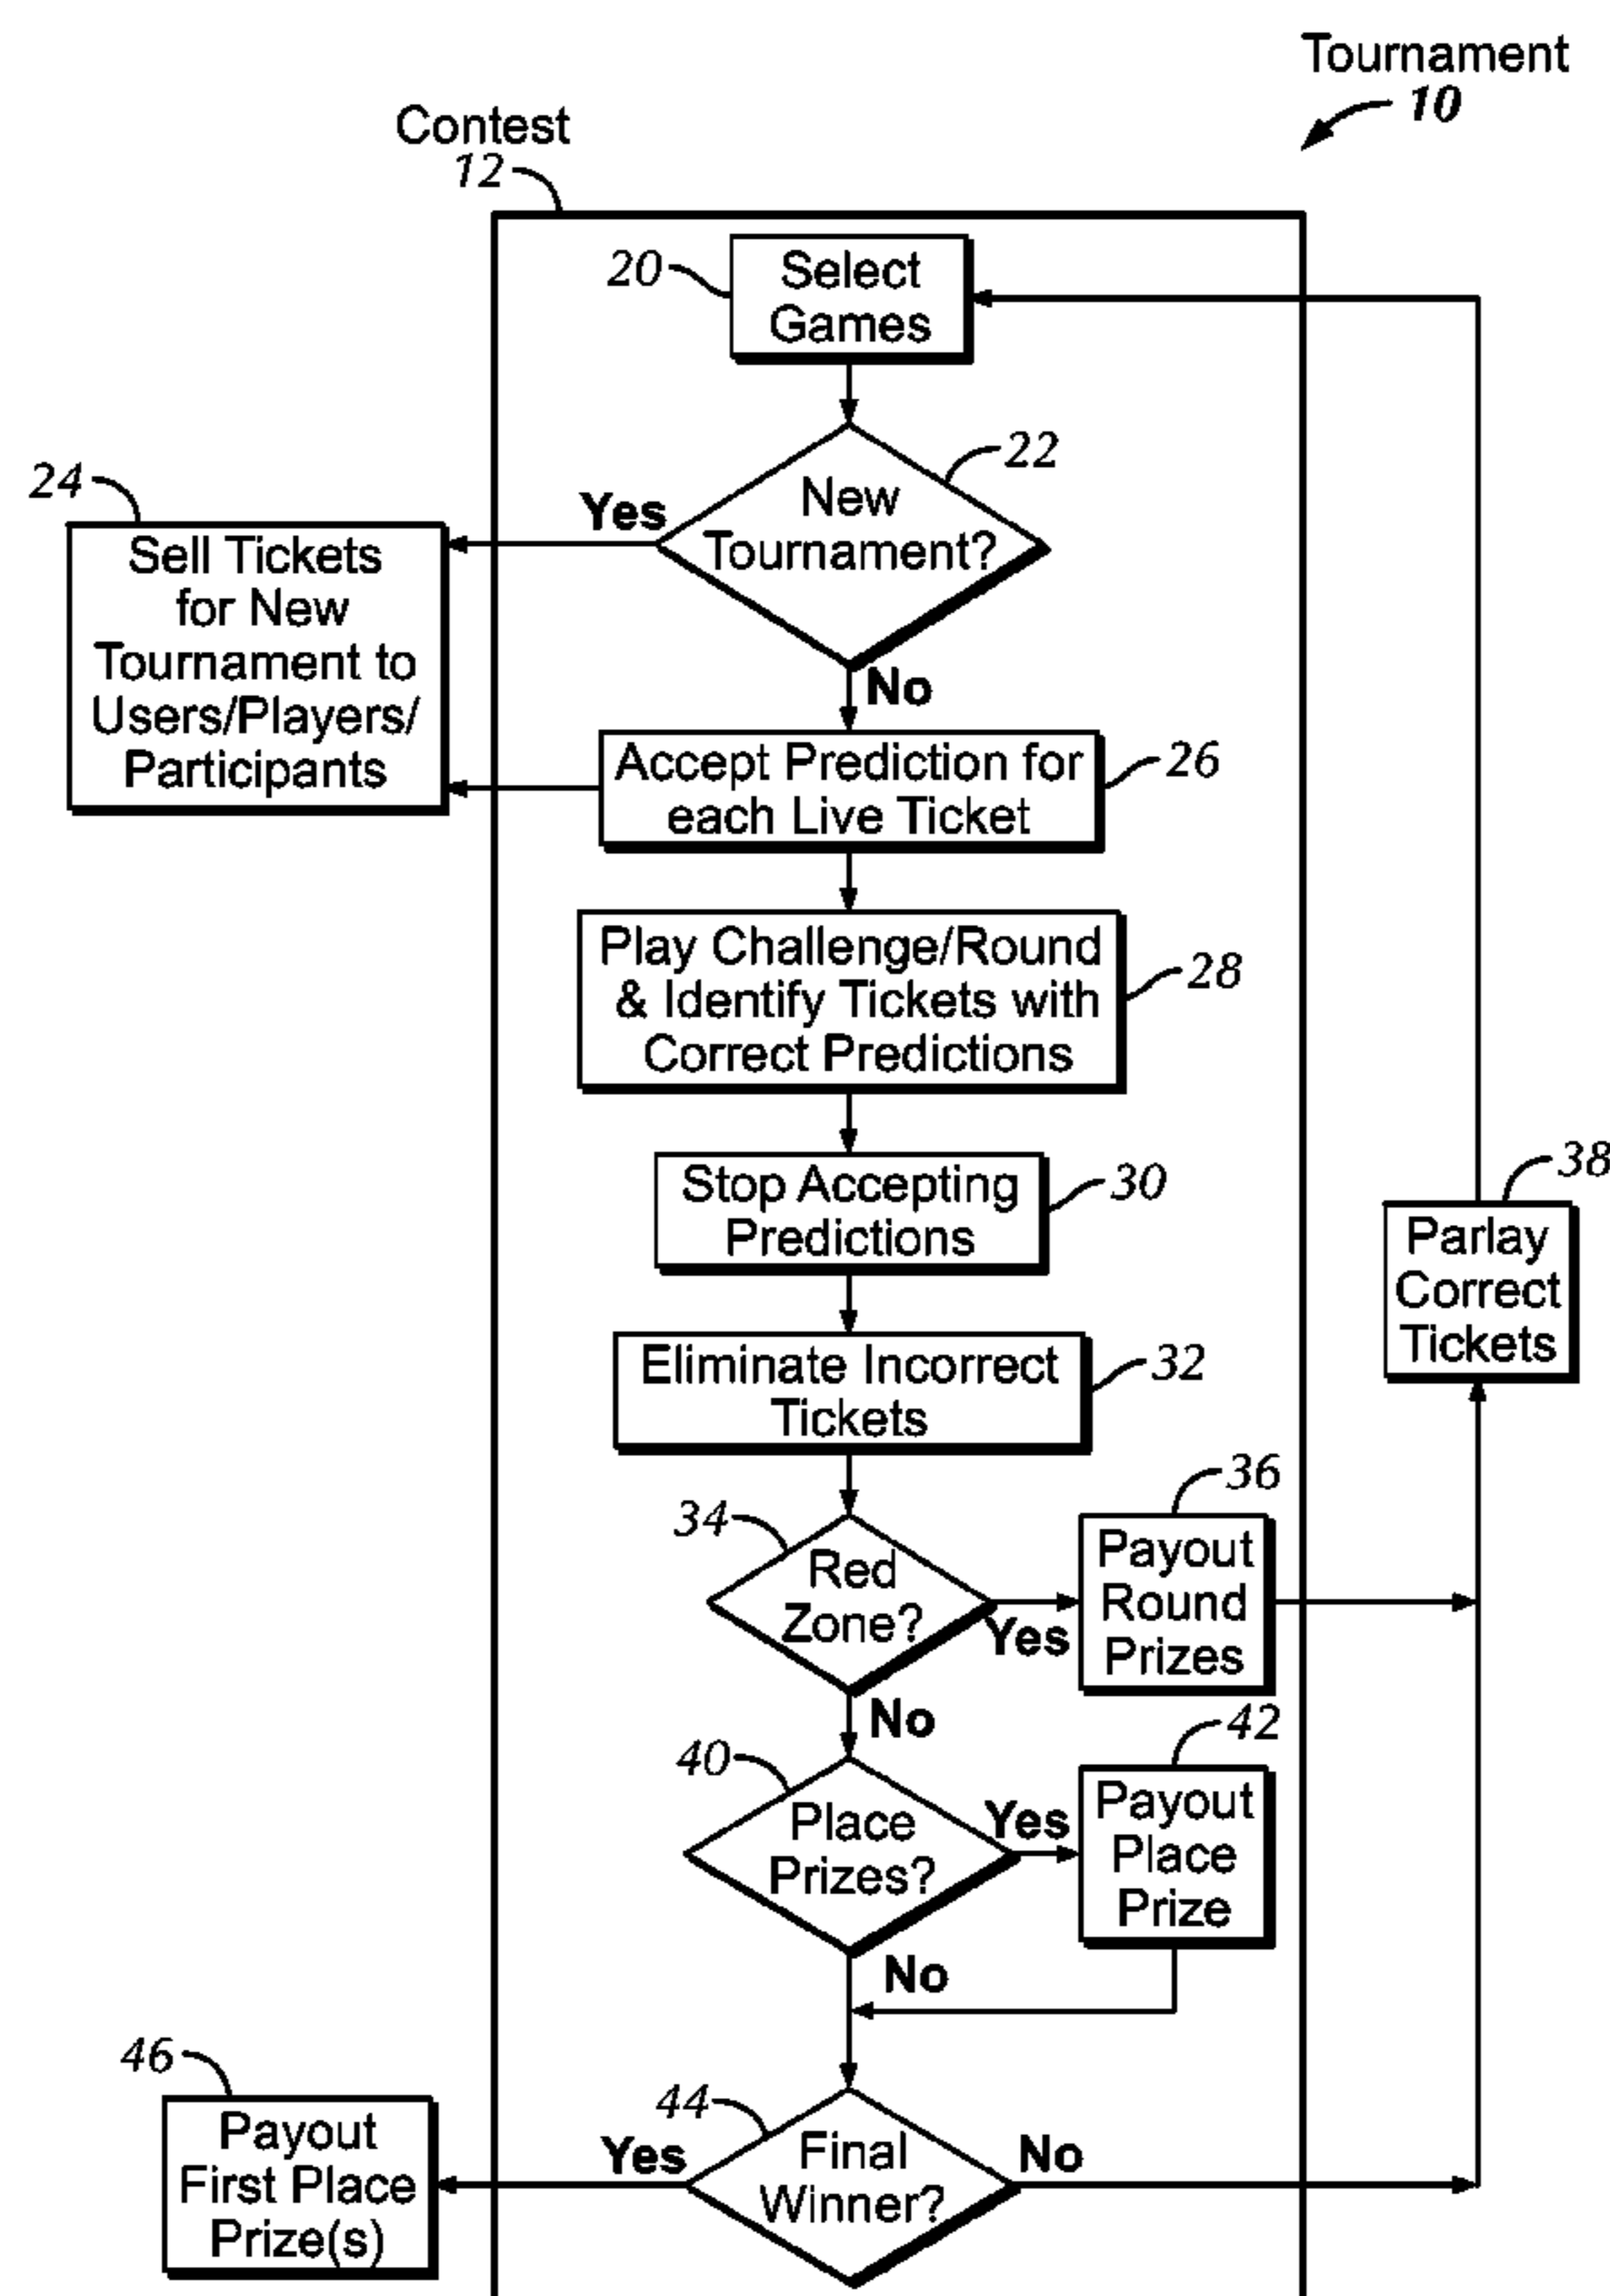 Tournament
10
Contest
12
20
Select
Games
22
New
Tournament?
Yes
24
Sell Tickets
for New
Tournament to
Users/Players/
Participants
No
Accept Prediction for
each Live Ticket
26
Play Challenge/Round
& Identify Tickets with
Correct Predictions
28
Stop Accepting
Predictions
30
38
Parlay
Correct
Tickets
Eliminate Incorrect
Tickets
32
34
Red
Zone?
Yes
36
Payout
Round
Prizes
No
40
Place
Prizes?
Yes
42
Payout
Place
Prize
No
44
Final
Winner?
Yes
No
46
Payout
First Place
Prize(s)